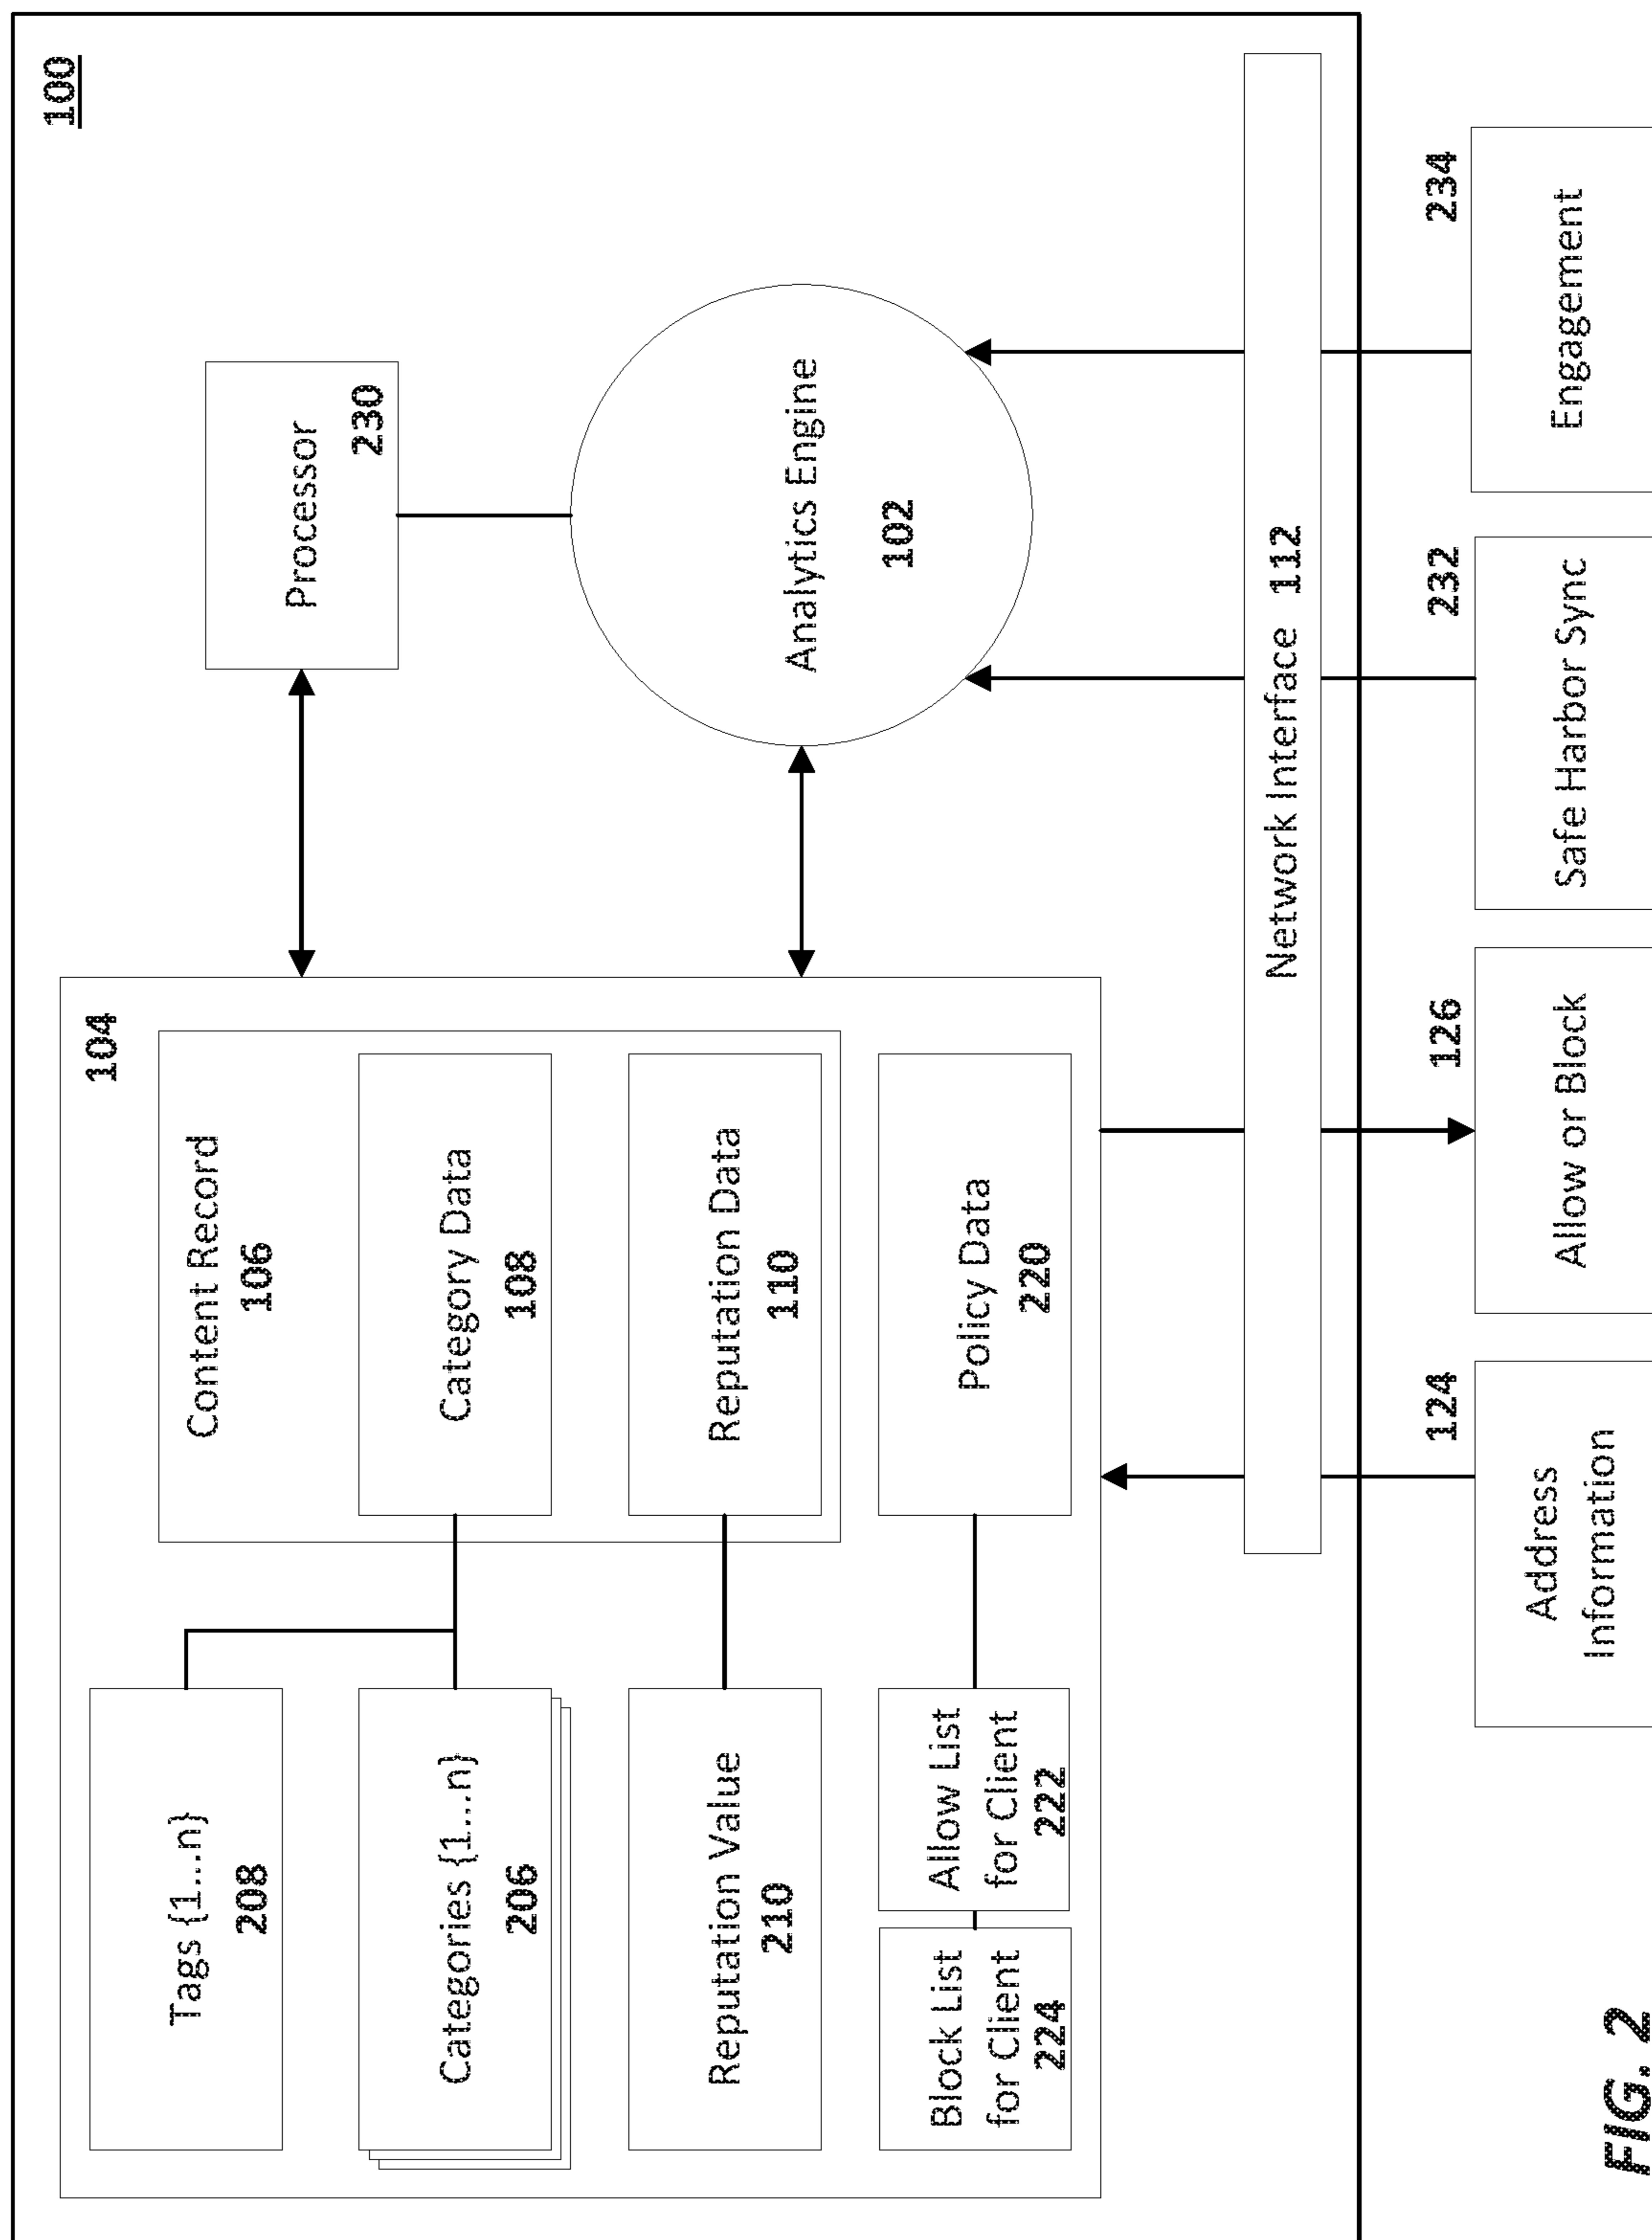 100
104
Tags {1...n}
208
Content Record
106
Processor
230
Categories {1...n}
206
Category Data
108
Reputation Value
210
Reputation Data
110
Analytics Engine
102
Block List
for Client
224
Allow List
for Client
222
Policy Data
220
Network Interface 112
124
Address
Information
126
Allow or Block
232
Safe Harbor Sync
234
Engagement
FIG. 2